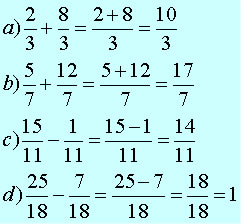 a) 2/3 + 8/3 = (2+8)/3 = 10/3
b) 5/7 + 12/7 = (5+12)/7 = 17/7
c) 15/11 - 1/11 = (15-1)/11 = 14/11
d) 25/18 - 7/18 = (25-7)/18 = 18/18 = 1